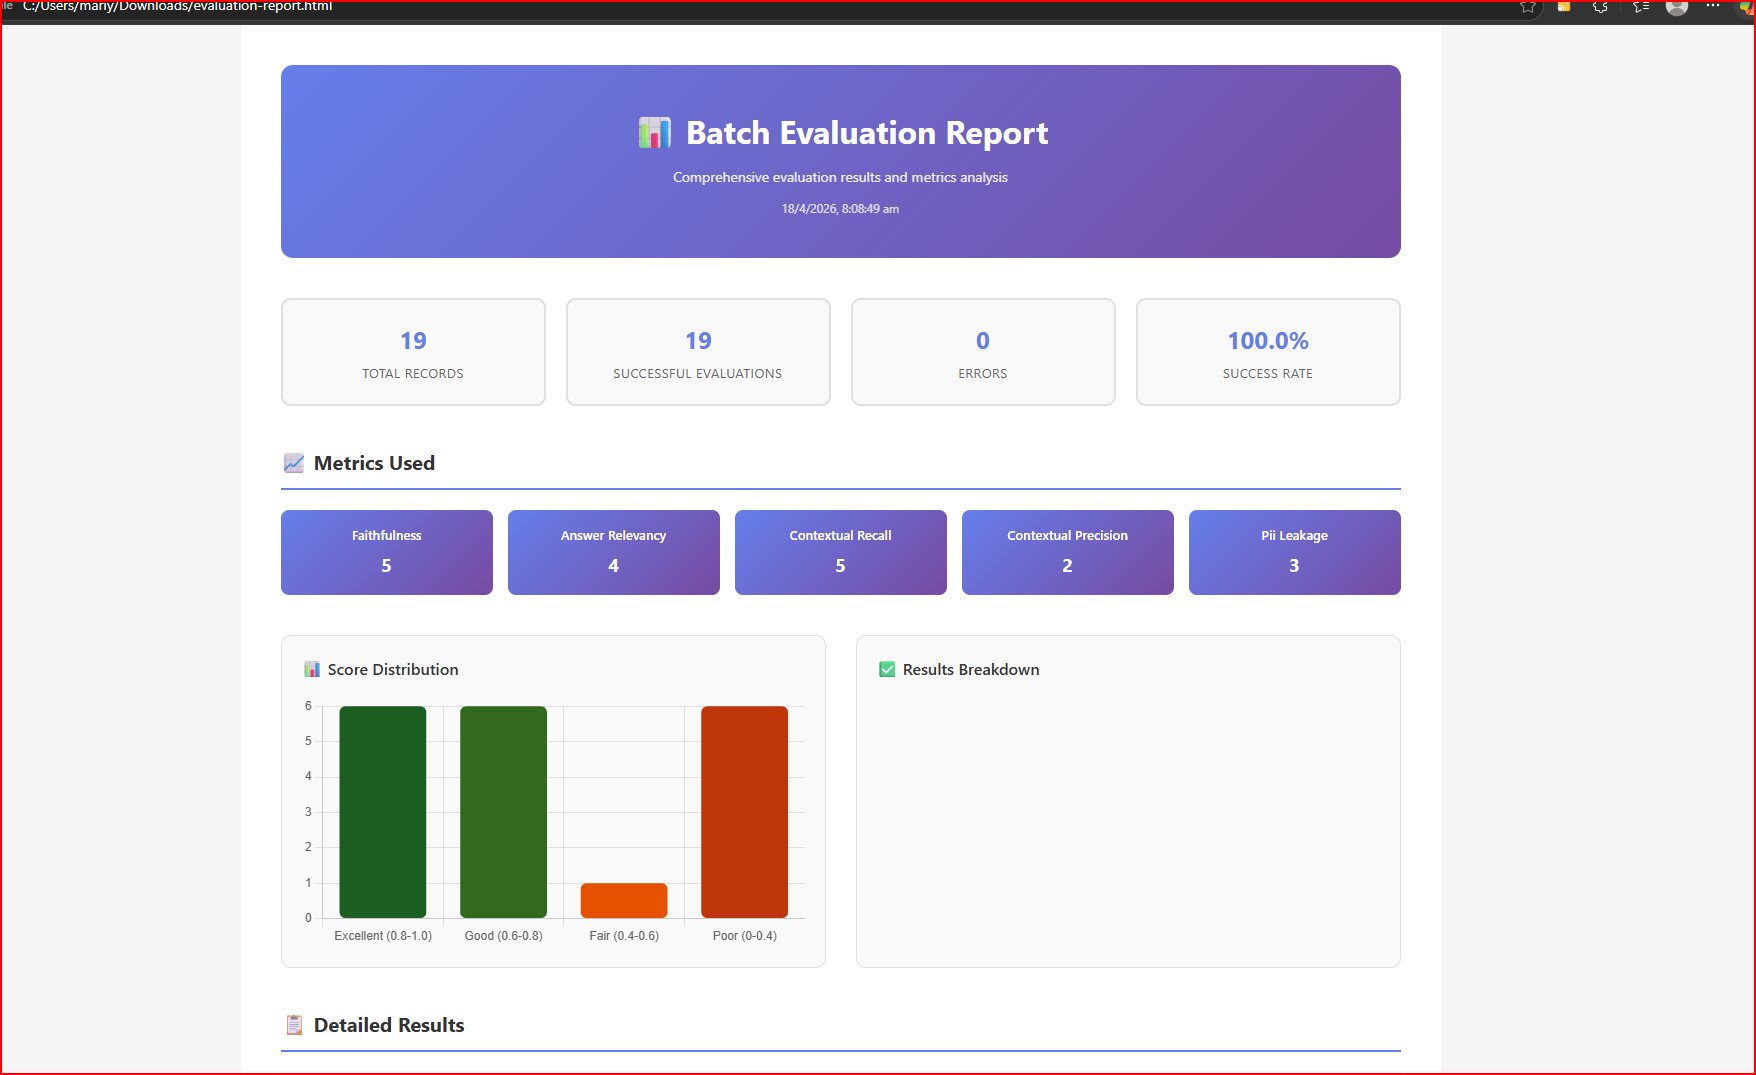 C:/Users/mariy/Downloads/evaluation-report.html
Batch Evaluation Report
Comprehensive evaluation results and metrics analysis
18/4/2026, 8:08:49 am
19
TOTAL RECORDS
19
SUCCESSFUL EVALUATIONS
0
ERRORS
100.0%
SUCCESS RATE
Metrics Used
Faithfulness
5
Answer Relevancy
4
Contextual Recall
5
Contextual Precision
2
Pii Leakage
3
Score Distribution
6
5
4
3
2
1
0
Excellent (0.8-1.0)
Good (0.6-0.8)
Fair (0.4-0.6)
Poor (0-0.4)
Results Breakdown
Detailed Results